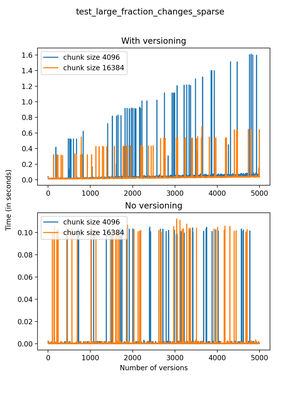 test_large_fraction_changes_sparse
With versioning
chunk size 4096
chunk size 16384
1.6
1.4
1.2
1.0
0.8
0.6
0.4
0.2
0.0
0 1000 2000 3000 4000 5000
Time (in seconds)
No versioning
chunk size 4096
chunk size 16384
0.10
0.08
0.06
0.04
0.02
0.00
0 1000 2000 3000 4000 5000
Number of versions